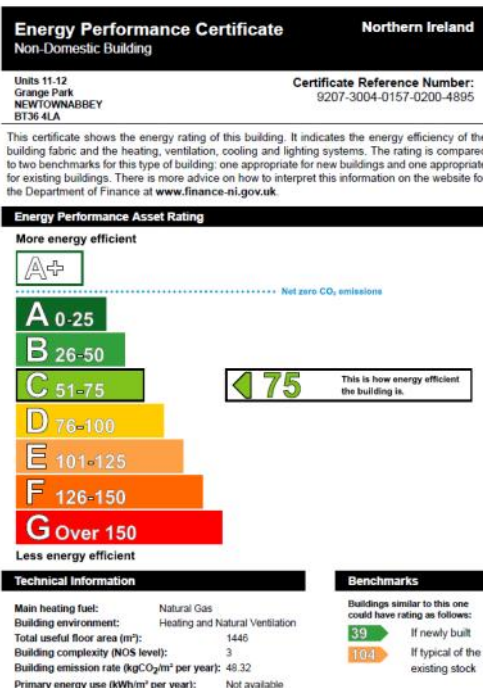 Energy Performance Certificate
Northern Ireland
Non-Domestic Building
Units 11-12
Grange Park
NEWTOWNABBEY
BT36 4LA
Certificate Reference Number:
9207-3004-0157-0200-4895
This certificate shows the energy rating of this building. It indicates the energy efficiency of the
building fabric and the heating, ventilation, cooling and lighting systems. The rating is compared
to two benchmarks for this type of building: one appropriate for new buildings and one appropriate
for existing buildings. There is more advice on how to interpret this information on the website fo
the Department of Finance at www.finance-ni.gov.uk.
Energy Performance Asset Rating
More energy efficient
A+
Net zero CO₂ emissions
A 0-25
B 26-50
C 51-75
75
This is how energy efficient
the building is.
D 76-100
E 101-125
F 126-150
G Over 150
Less energy efficient
Technical Information
Main heating fuel: Natural Gas
Building environment: Heating and Natural Ventilation
Total useful floor area (m²): 1446
Building complexity (NOS level): 3
Building emission rate (kgCO₂/m² per year): 48.32
Primary energy use (kWh/m² per year): Not available
Benchmarks
Buildings similar to this one
could have rating as follows:
39 If newly built
104 If typical of the
existing stock